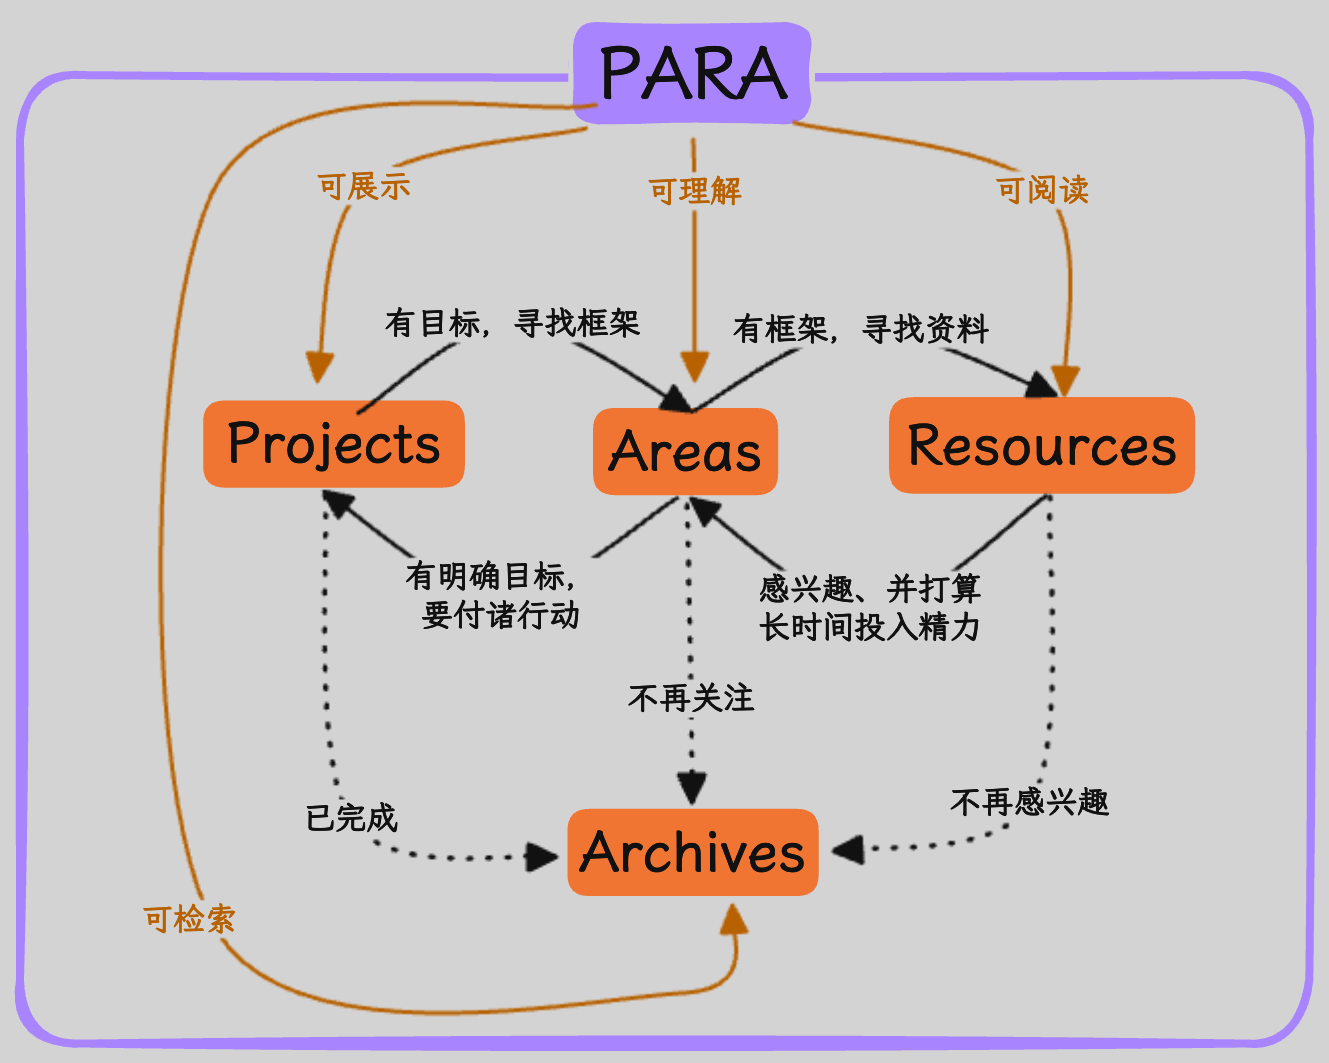 PARA
可展示
可理解
可阅读
有目标，寻找框架
有框架，寻找资料
Projects
Areas
Resources
有明确目标，
要付诸行动
感兴趣、并打算
长时间投入精力
不再关注
已完成
不再感兴趣
Archives
可检索